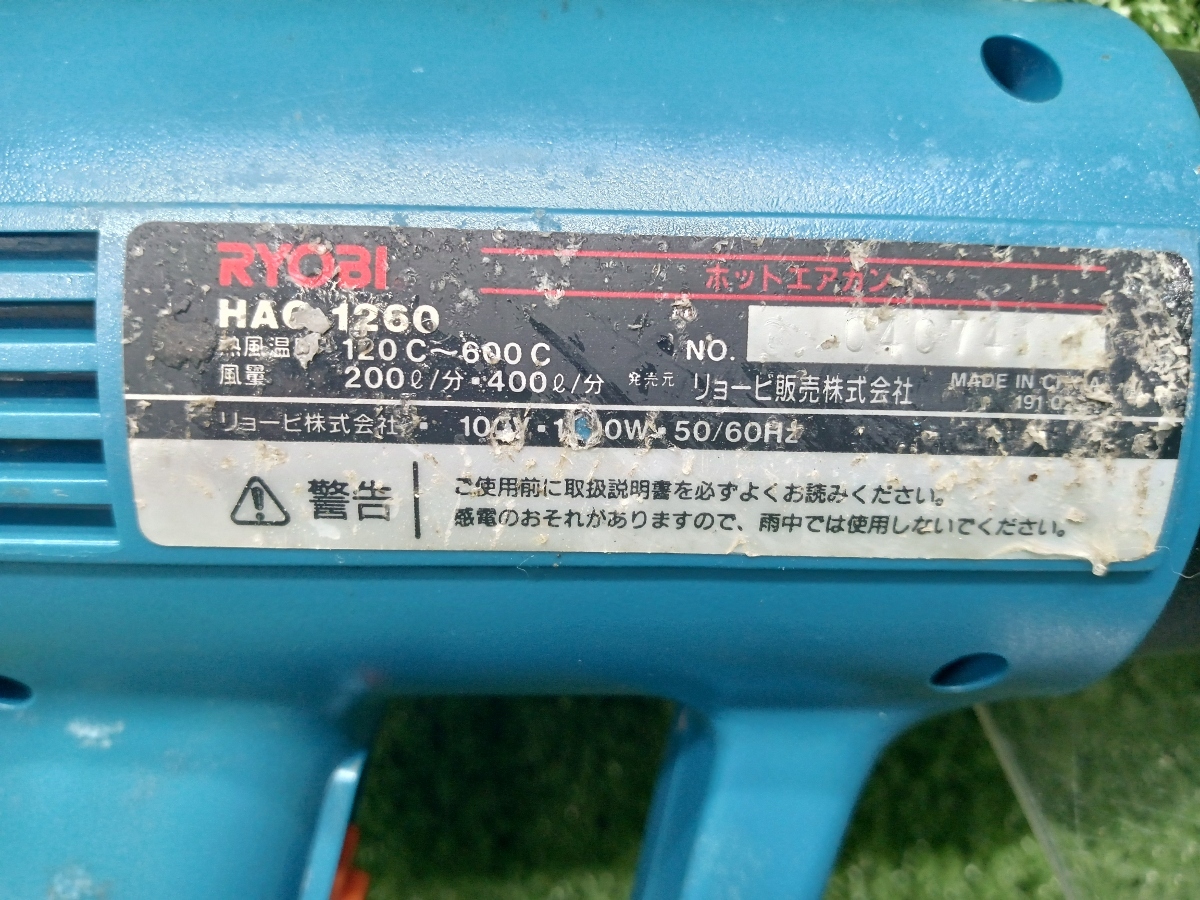 RYOBI
ホットエアガン
1260
120C～600C
NO.
風量 200ℓ/分・400ℓ/分
発売元 リョービ販売株式会社
MADE IN
リョービ株式会社・
50/60Hz
警告
ご使用前に取扱説明書を必ずよくお読みください。
感電のおそれがありますので、雨中では使用しないでください。